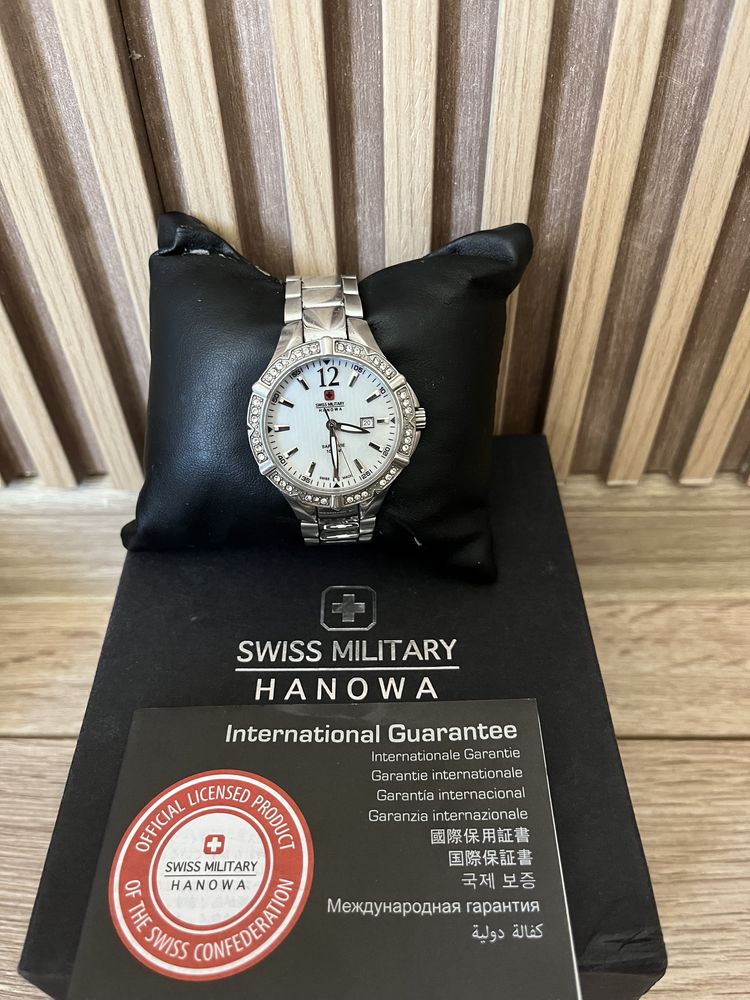 12
SWISS MILITARY
HANOWA
20
SWISS MILITARY
HANOWA
International Guarantee
Internationale Garantie
Garantie internationale
Garantía internacional
Garanzia internazionale
國際保用証書
国際保証書
국제 보증
Международная гарантия
كفالة دولية
OFFICIAL LICENSED PRODUCT
SWISS MILITARY
HANOWA
OF THE SWISS CONFEDERATION